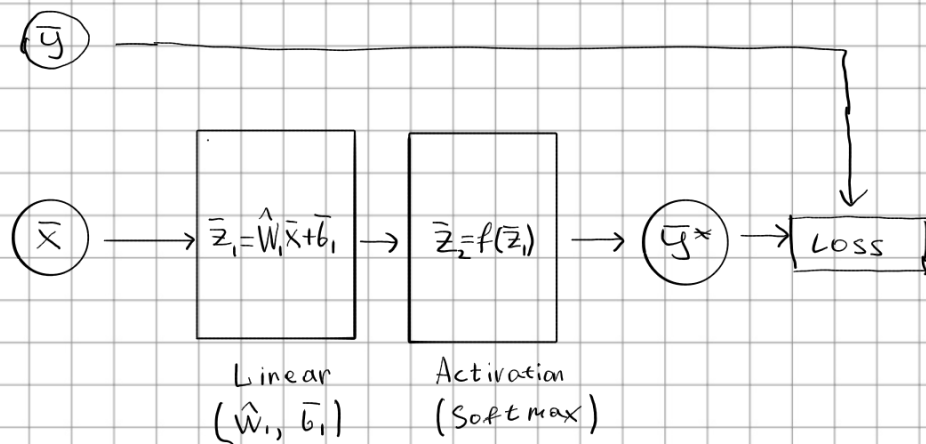 y̅
x̅
z̅₁=Ŵ₁x̅+b̅₁
z̅₂=f(z̅₁)
y̅*
LOSS
Linear
(Ŵ₁, b̅₁)
Activation
(Softmax)